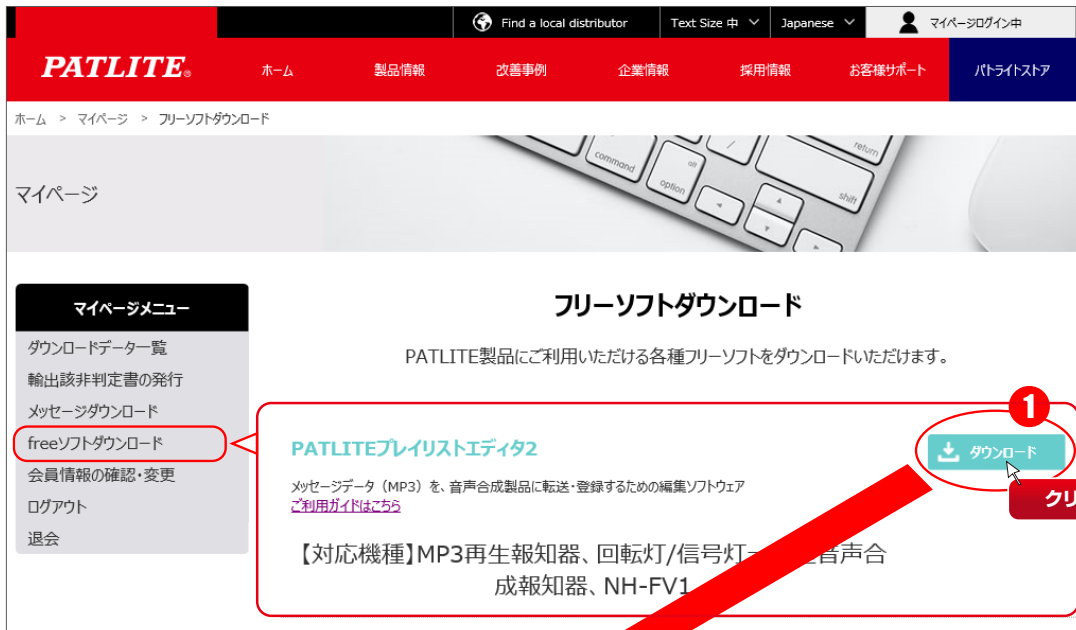 Find a local distributor
Text Size 中
Japanese
マイページログイン中
PATLITE®
ホーム
製品情報
改善事例
企業情報
採用情報
お客様サポート
パトライトストア
ホーム > マイページ > フリーソフトダウンロード
マイページ
command
alt
option
return
shift
マイページメニュー
ダウンロードデータ一覧
輸出該非判定書の発行
メッセージダウンロード
freeソフトダウンロード
会員情報の確認・変更
ログアウト
退会
フリーソフトダウンロード
PATLITE製品にご利用いただける各種フリーソフトをダウンロードいただけます。
1
PATLITEプレイリストエディタ2
ダウンロード
メッセージデータ（MP3）を、音声合成製品に転送・登録するための編集ソフトウェア
クリ
ご利用ガイドはこちら
【対応機種】MP3再生報知器、回転灯/信号灯 音声合
成報知器、NH-FV1